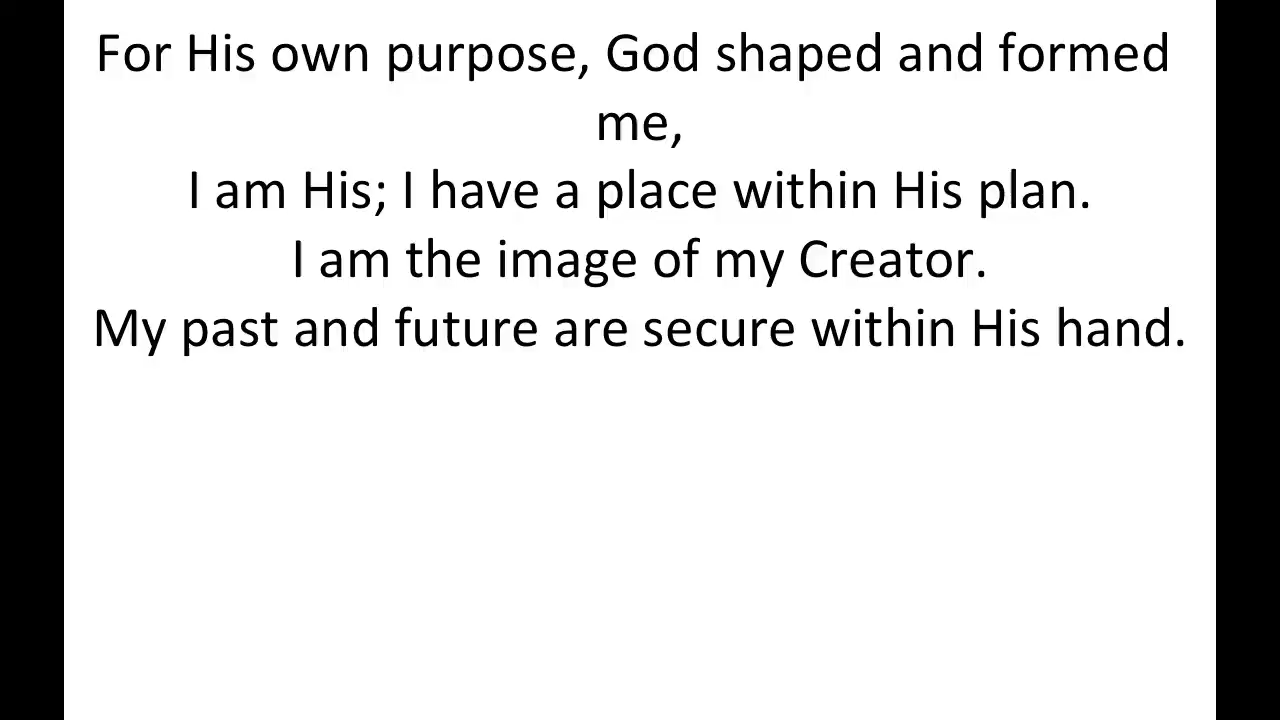 For His own purpose, God shaped and formed
me,
I am His; I have a place within His plan.
I am the image of my Creator.
My past and future are secure within His hand.